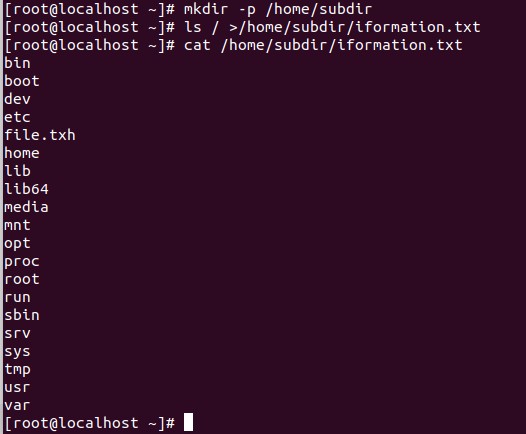 [root@localhost ~]# mkdir -p /home/subdir
[root@localhost ~]# ls / >/home/subdir/iformation.txt
[root@localhost ~]# cat /home/subdir/iformation.txt
bin
boot
dev
etc
file.txh
home
lib
lib64
media
mnt
opt
proc
root
run
sbin
srv
sys
tmp
usr
var
[root@localhost ~]#